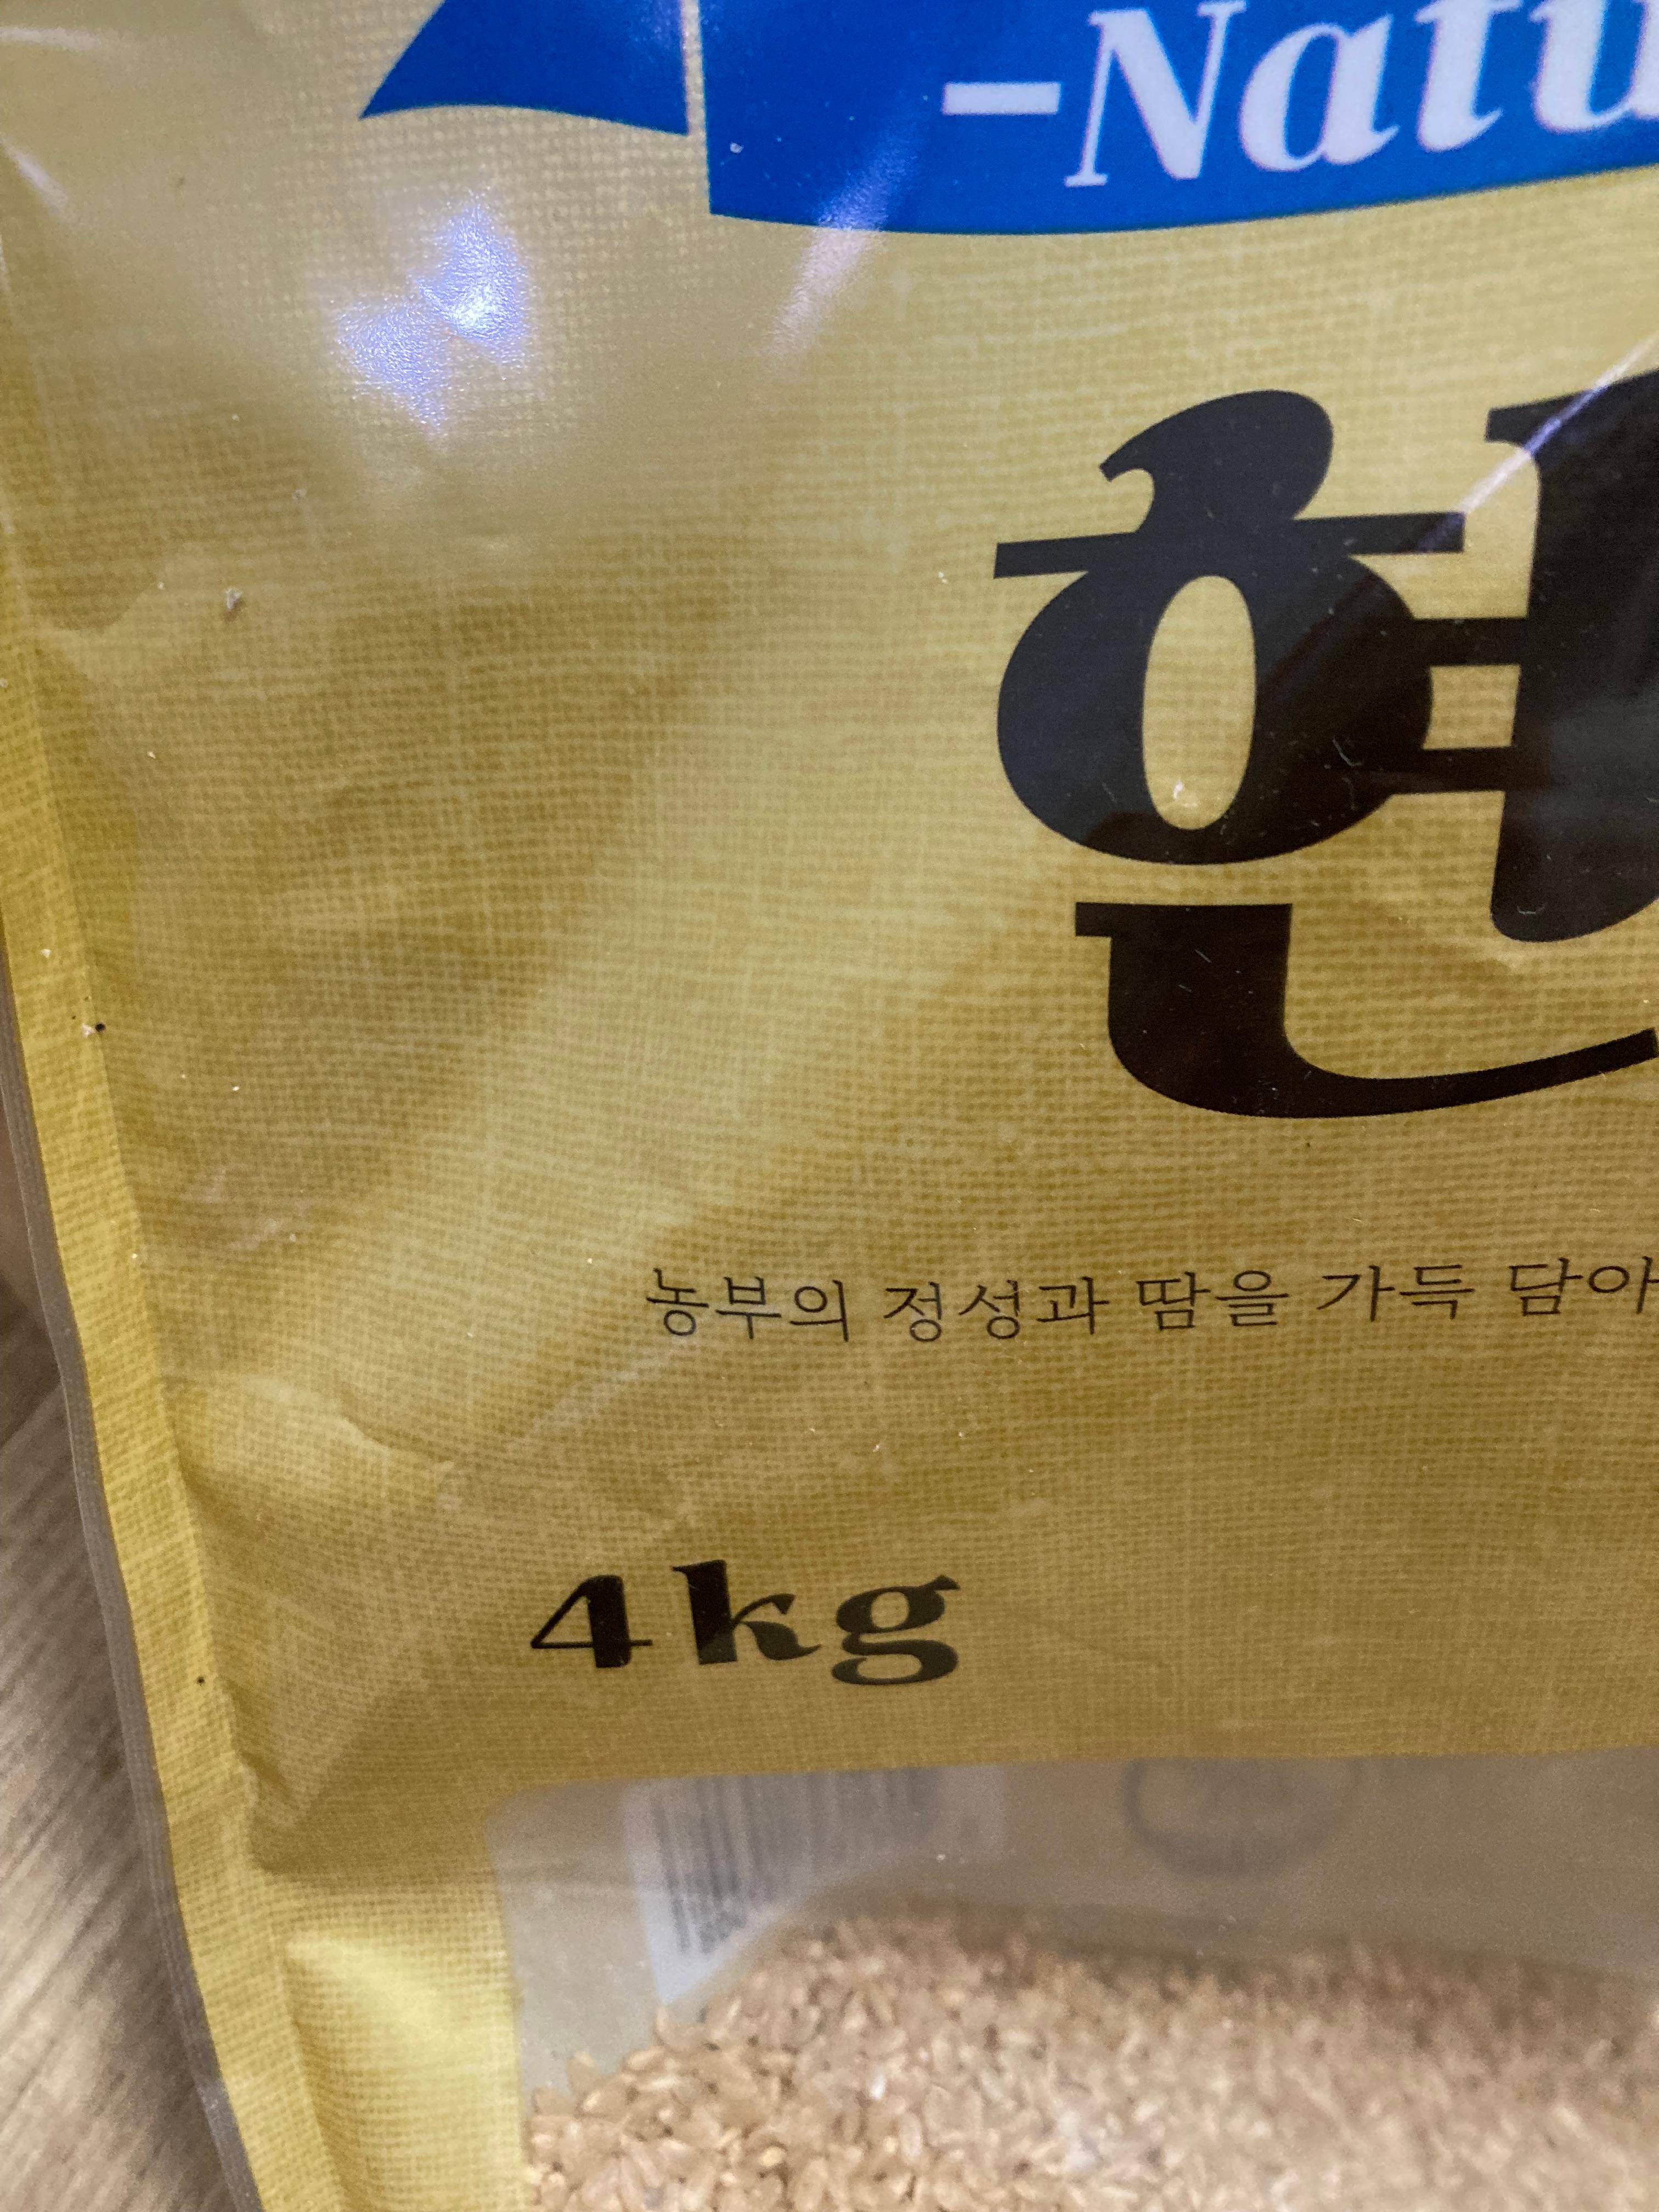 –Natu
현
농부의 정성과 땀을 가득 담아
4kg